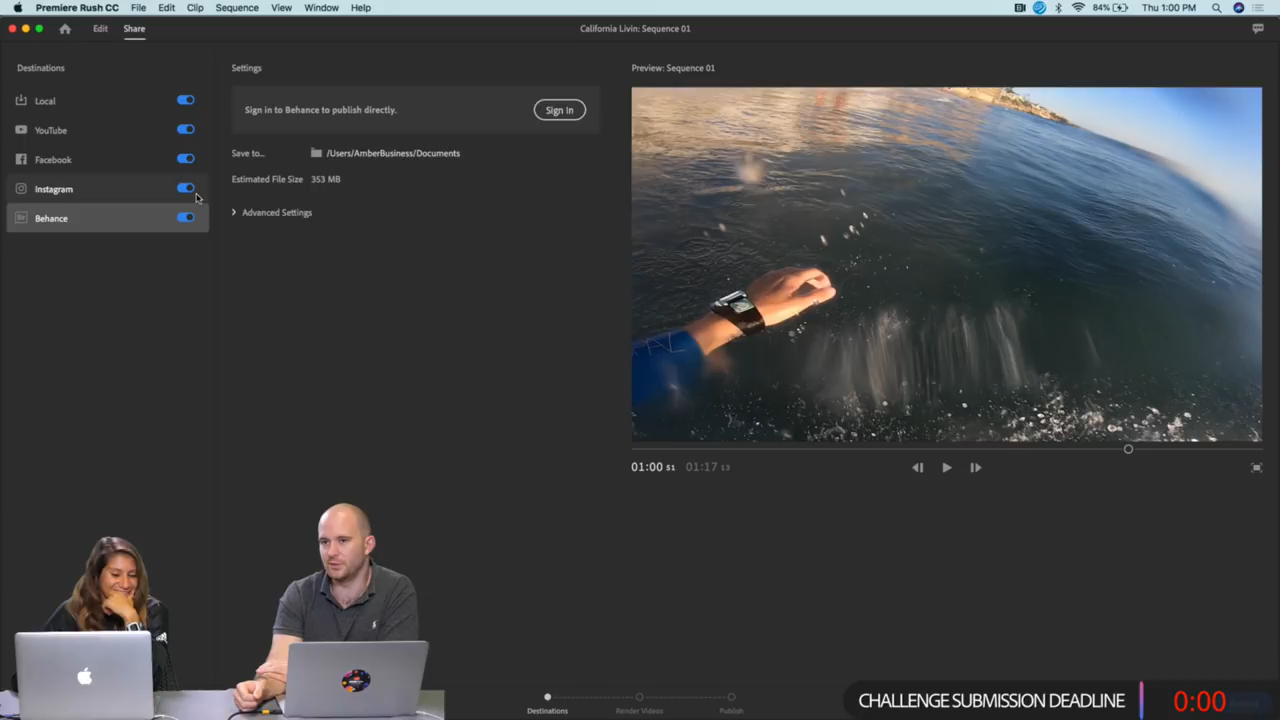 Premiere Rush CC File Edit Clip Sequence View Window Help 84% Thu 1:00 PM
Edit Share California Livin: Sequence 01
Destinations
Local
YouTube
Facebook
Instagram
Be Behance
Settings
Sign in to Behance to publish directly. Sign In
Save to... /Users/AmberBusiness/Documents
Estimated File Size 353 MB
Advanced Settings
Preview: Sequence 01
01:00 51 01:17 13
Destinations Render Videos Publish
CHALLENGE SUBMISSION DEADLINE 0:00